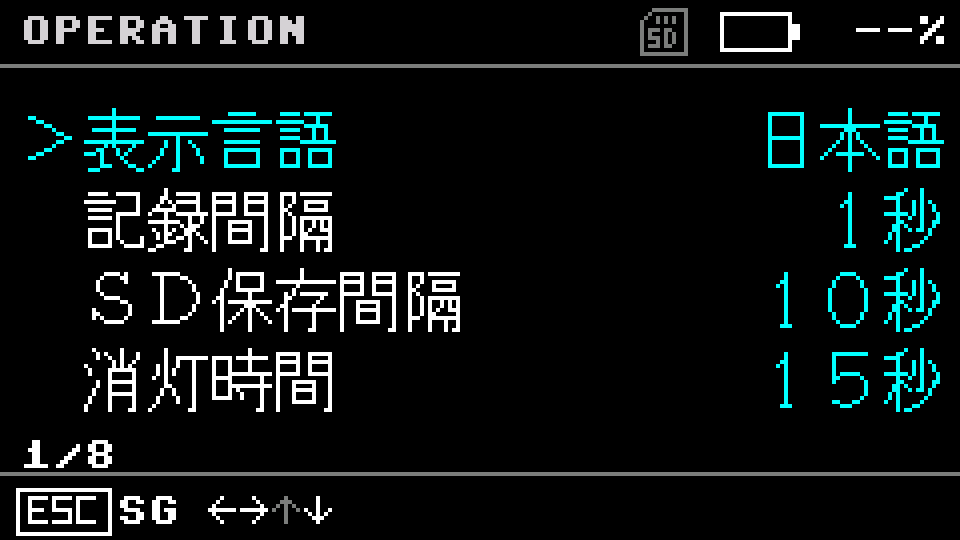 OPERATION SD --%
>表示言語 日本語
記録間隔 1秒
SD保存間隔 10秒
消灯時間 15秒
1/8
ESC SG ←→↑↓